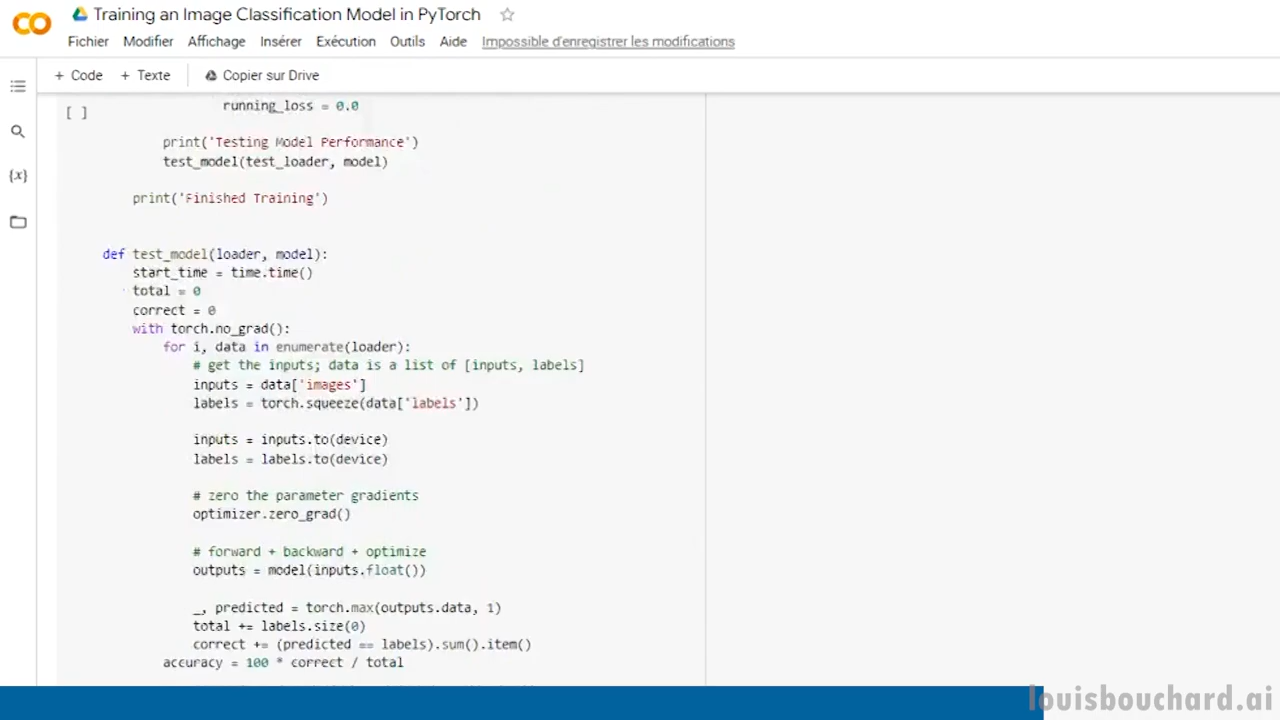 CO
Training an Image Classification Model in PyTorch
Fichier Modifier Affichage Insérer Exécution Outils Aide Impossible d'enregistrer les modifications
+ Code + Texte Copier sur Drive
{x}
[ ]
running_loss = 0.0
print('Testing Model Performance')
test_model(test_loader, model)
print('Finished Training')
def test_model(loader, model):
start_time = time.time()
total = 0
correct = 0
with torch.no_grad():
for i, data in enumerate(loader):
# get the inputs; data is a list of [inputs, labels]
inputs = data['images']
labels = torch.squeeze(data['labels'])
inputs = inputs.to(device)
labels = labels.to(device)
# zero the parameter gradients
optimizer.zero_grad()
# forward + backward + optimize
outputs = model(inputs.float())
_, predicted = torch.max(outputs.data, 1)
total += labels.size(0)
correct += (predicted == labels).sum().item()
accuracy = 100 * correct / total
louisbouchard.ai